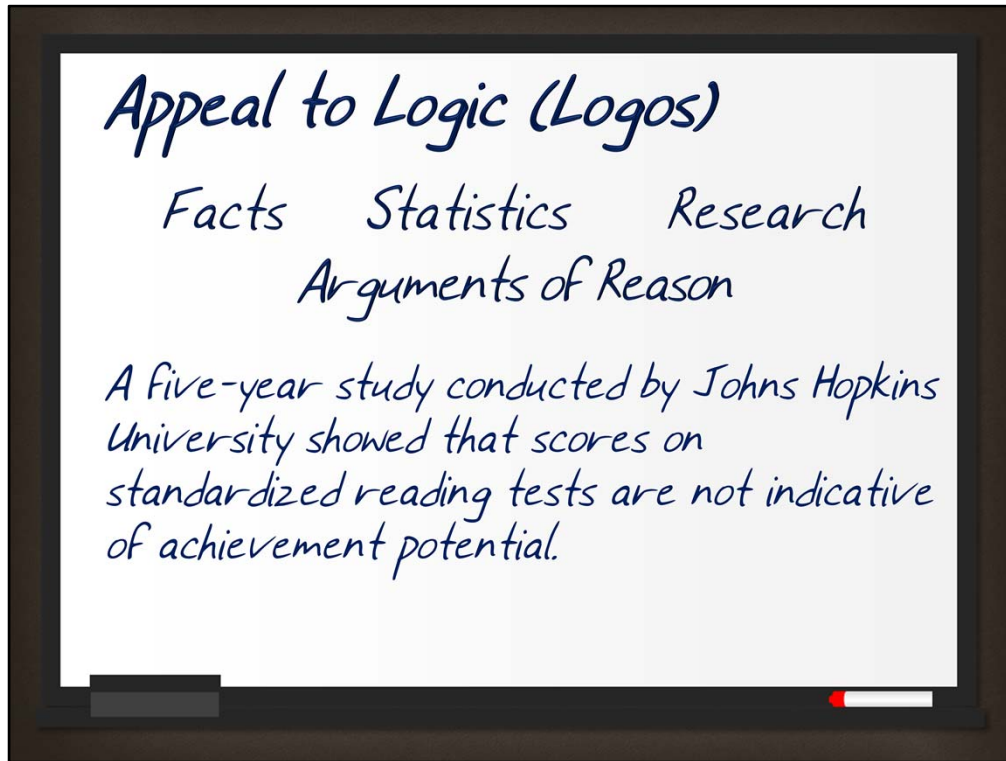 Appeal to Logic (Logos)
Facts Statistics Research
Arguments of Reason
A five-year study conducted by Johns Hopkins
University showed that scores on
standardized reading tests are not indicative
of achievement potential.